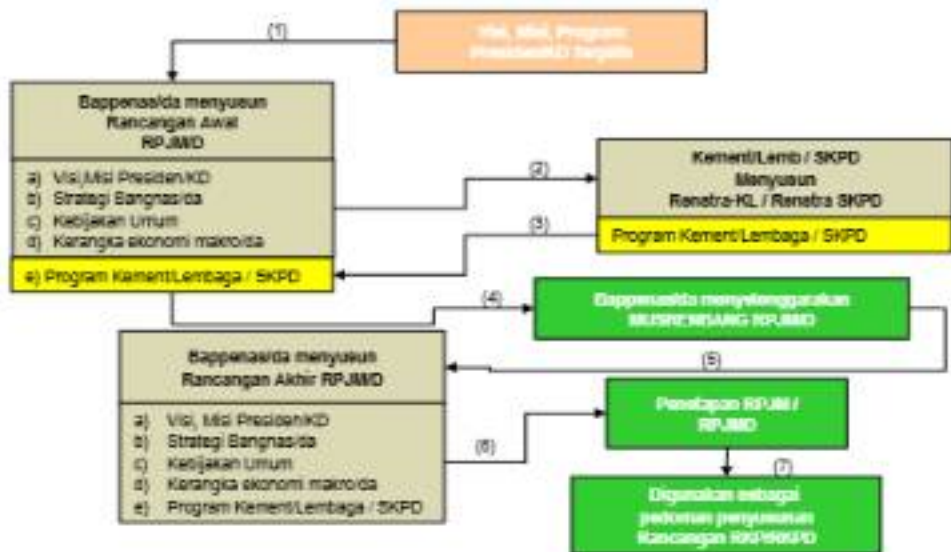 (1)
Visi, Misi, Program
Presiden/KD Terpilih
Bappenas/da menyusun
Rancangan Awal
RPJM/D
a) Visi,Misi Presiden/KD
b) Strategi Bangnas/da
c) Kebijakan Umum
d) Kerangka ekonomi makro/da
e) Program Kement/Lembaga / SKPD
(2)
Kement/Lemb / SKPD
Menyusun
Renstra-KL / Renstra SKPD
Program Kement/Lembaga / SKPD
(3)
(4)
Bappenas/da menyelenggarakan
MUSRENBANG RPJM/D
(5)
Bappenas/da menyusun
Rancangan Akhir RPJM/D
a) Visi, Misi Presiden/KD
b) Strategi Bangnas/da
c) Kebijakan Umum
d) Kerangka ekonomi makro/da
e) Program Kement/Lembaga / SKPD
(6)
Penetapan RPJM /
RPJMD
(7)
Digunakan sebagai
pedoman penyusunan
Rancangan RKP/RKPD